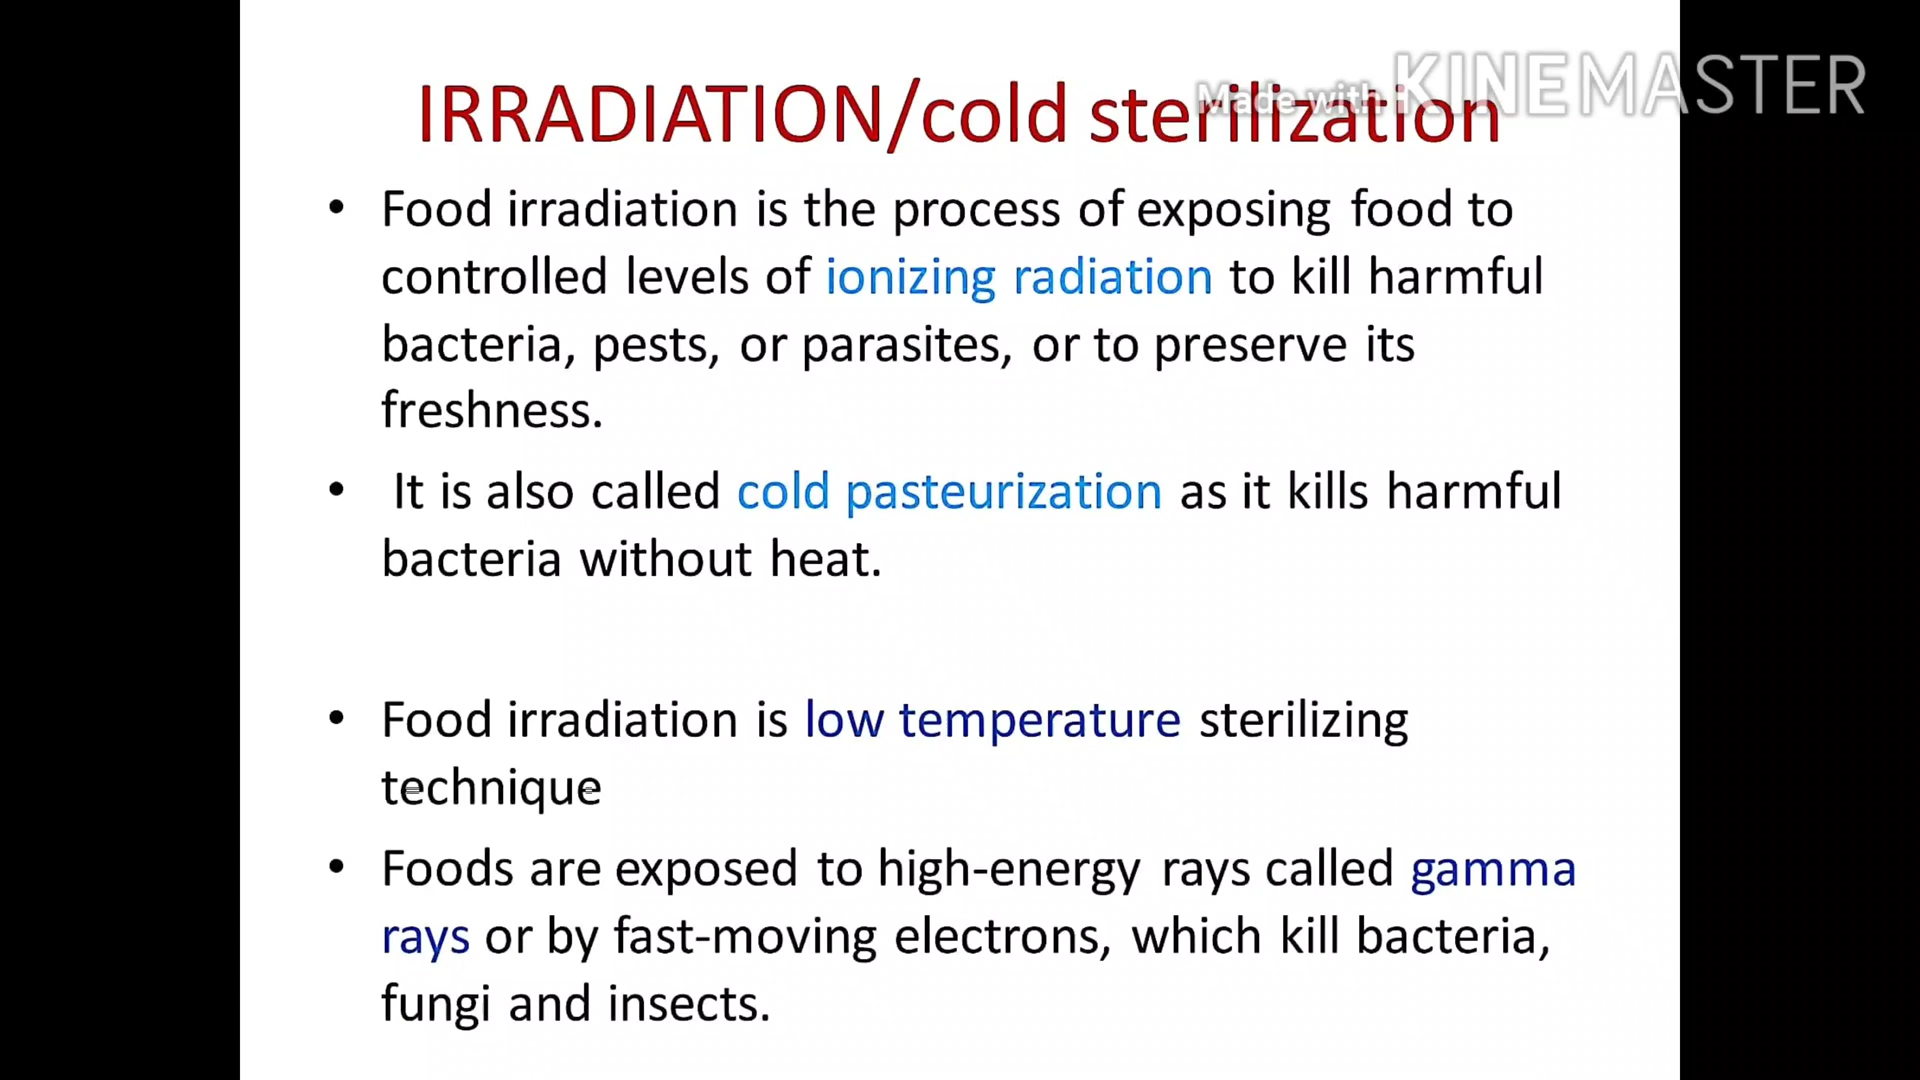 Made with KINEMASTER
IRRADIATION/cold sterilization
• Food irradiation is the process of exposing food to
controlled levels of ionizing radiation to kill harmful
bacteria, pests, or parasites, or to preserve its
freshness.
• It is also called cold pasteurization as it kills harmful
bacteria without heat.
• Food irradiation is low temperature sterilizing
technique
• Foods are exposed to high-energy rays called gamma
rays or by fast-moving electrons, which kill bacteria,
fungi and insects.